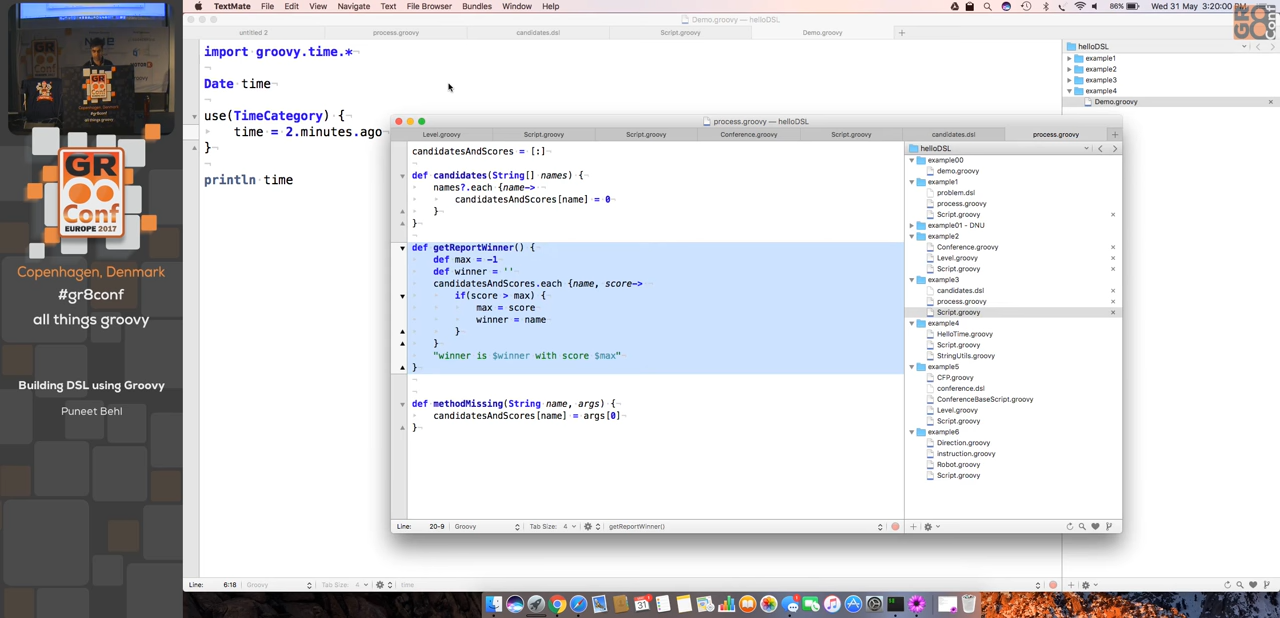 GR
Conf
EUROPE 2017
Copenhagen, Denmark
#gr8conf
all things groovy
Building DSL using Groovy
Puneet Behl
TextMate File Edit View Navigate Text File Browser Bundles Window Help
86% Wed 31 May 3:20:00 PM
Demo.groovy — helloDSL
untitled 2 process.groovy candidates.dsl Script.groovy Demo.groovy
import groovy.time.*
Date time
use(TimeCategory) {
time = 2.minutes.ago
}
println time
helloDSL
example1
example2
example3
example4
Demo.groovy
process.groovy — helloDSL
Level.groovy Script.groovy Script.groovy Conference.groovy Script.groovy candidates.dsl process.groovy
candidatesAndScores = [:]
def candidates(String[] names) {
names?.each {name->
candidatesAndScores[name] = 0
}
}
def getReportWinner() {
def max = -1
def winner = ''
candidatesAndScores.each {name, score->
if(score > max) {
max = score
winner = name
}
}
"winner is $winner with score $max"
}
def methodMissing(String name, args) {
candidatesAndScores[name] = args[0]
}
helloDSL
example00
demo.groovy
example1
problem.dsl
process.groovy
Script.groovy
example01 - DNU
example2
Conference.groovy
Level.groovy
Script.groovy
example3
candidates.dsl
process.groovy
Script.groovy
example4
HelloTime.groovy
Script.groovy
StringUtils.groovy
example5
CFP.groovy
conference.dsl
ConferenceBaseScript.groovy
Level.groovy
Script.groovy
example6
Direction.groovy
instruction.groovy
Robot.groovy
Script.groovy
Line: 20-9 Groovy Tab Size: 4 getReportWinner()
Line: 6:18 Groovy Tab Size: 4 time